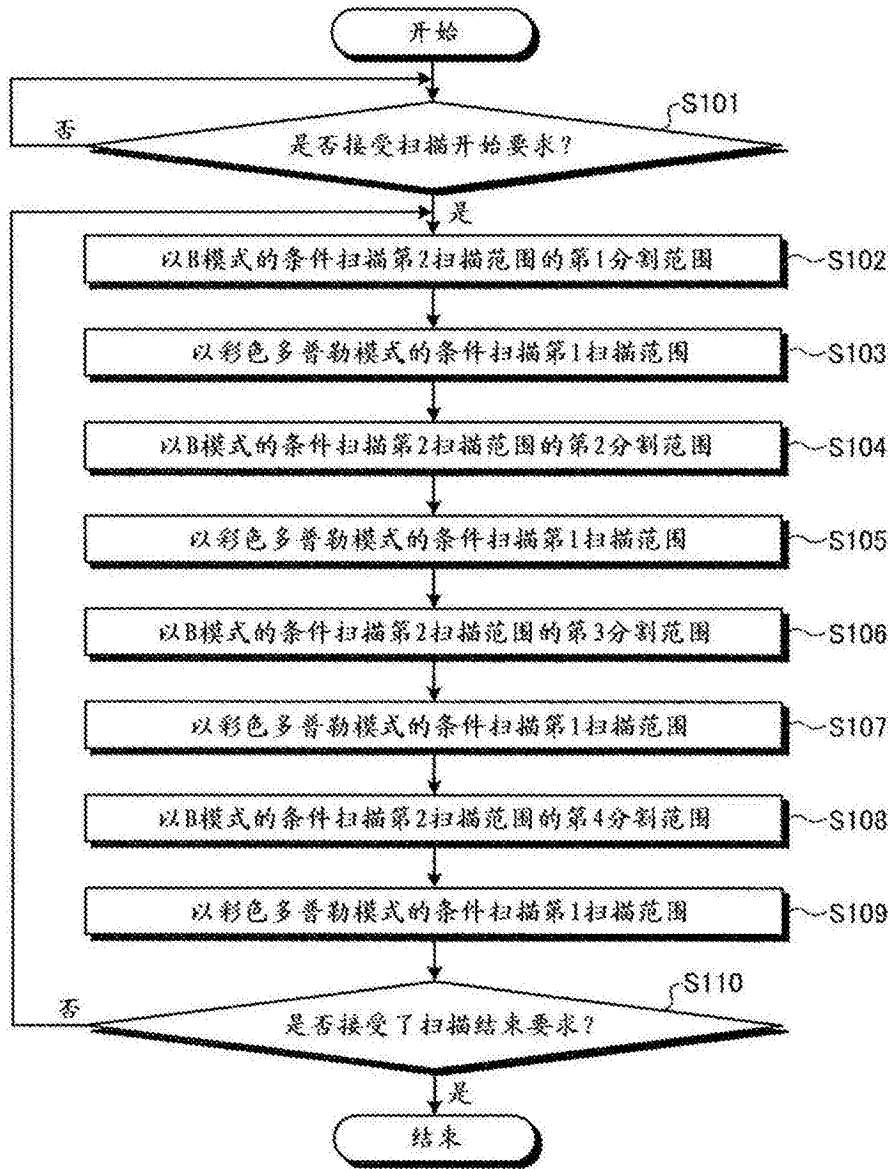 开始
S101
否
是否接受扫描开始要求?
是
以B模式的条件扫描第2扫描范围的第1分割范围
S102
以彩色多普勒模式的条件扫描第1扫描范围
S103
以B模式的条件扫描第2扫描范围的第2分割范围
S104
以彩色多普勒模式的条件扫描第1扫描范围
S105
以B模式的条件扫描第2扫描范围的第3分割范围
S106
以彩色多普勒模式的条件扫描第1扫描范围
S107
以B模式的条件扫描第2扫描范围的第4分割范围
S108
以彩色多普勒模式的条件扫描第1扫描范围
S109
S110
否
是否接受了扫描结束要求?
是
结束